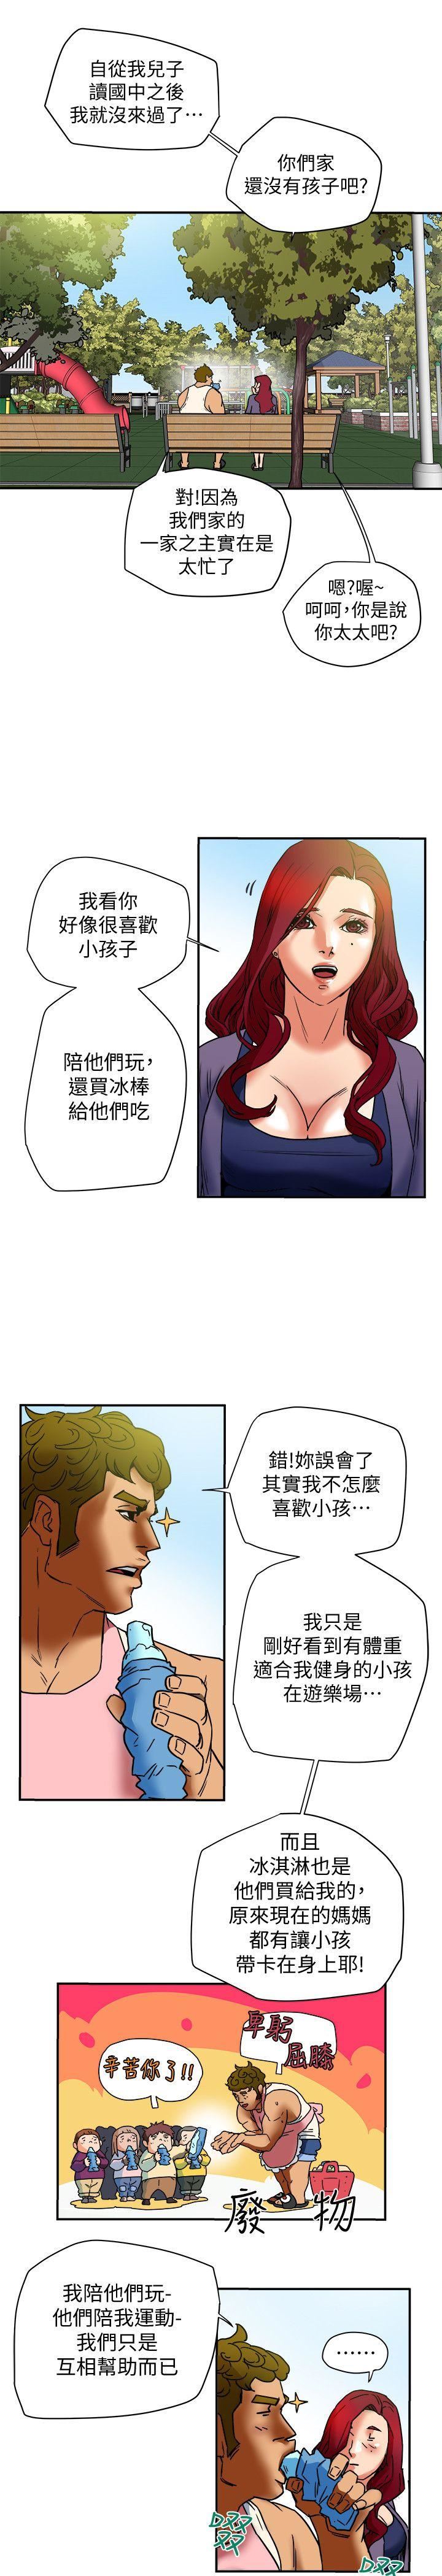 自從我兒子
讀國中之後
我就沒來過了⋯
你們家
還沒有孩子吧?
對!因為
我們家的
一家之主實在是
太忙了
嗯?喔~
呵呵,你是說
你太太吧?
我看你
好像很喜歡
小孩子
陪他們玩,
還買冰棒
給他們吃
錯!妳誤會了
其實我不怎麼
喜歡小孩⋯
我只是
剛好看到有體重
適合我健身的小孩
在遊樂場⋯
而且
冰淇淋也是
他們買給我的,
原來現在的媽媽
都有讓小孩
帶卡在身上耶!
卑躬
屈膝
辛苦你了!!
廢物
我陪他們玩-
他們陪我運動-
我們只是
互相幫助而已
⋯⋯
ㄉㄡㄡ
ㄡㄡ
ㄉㄡㄡ